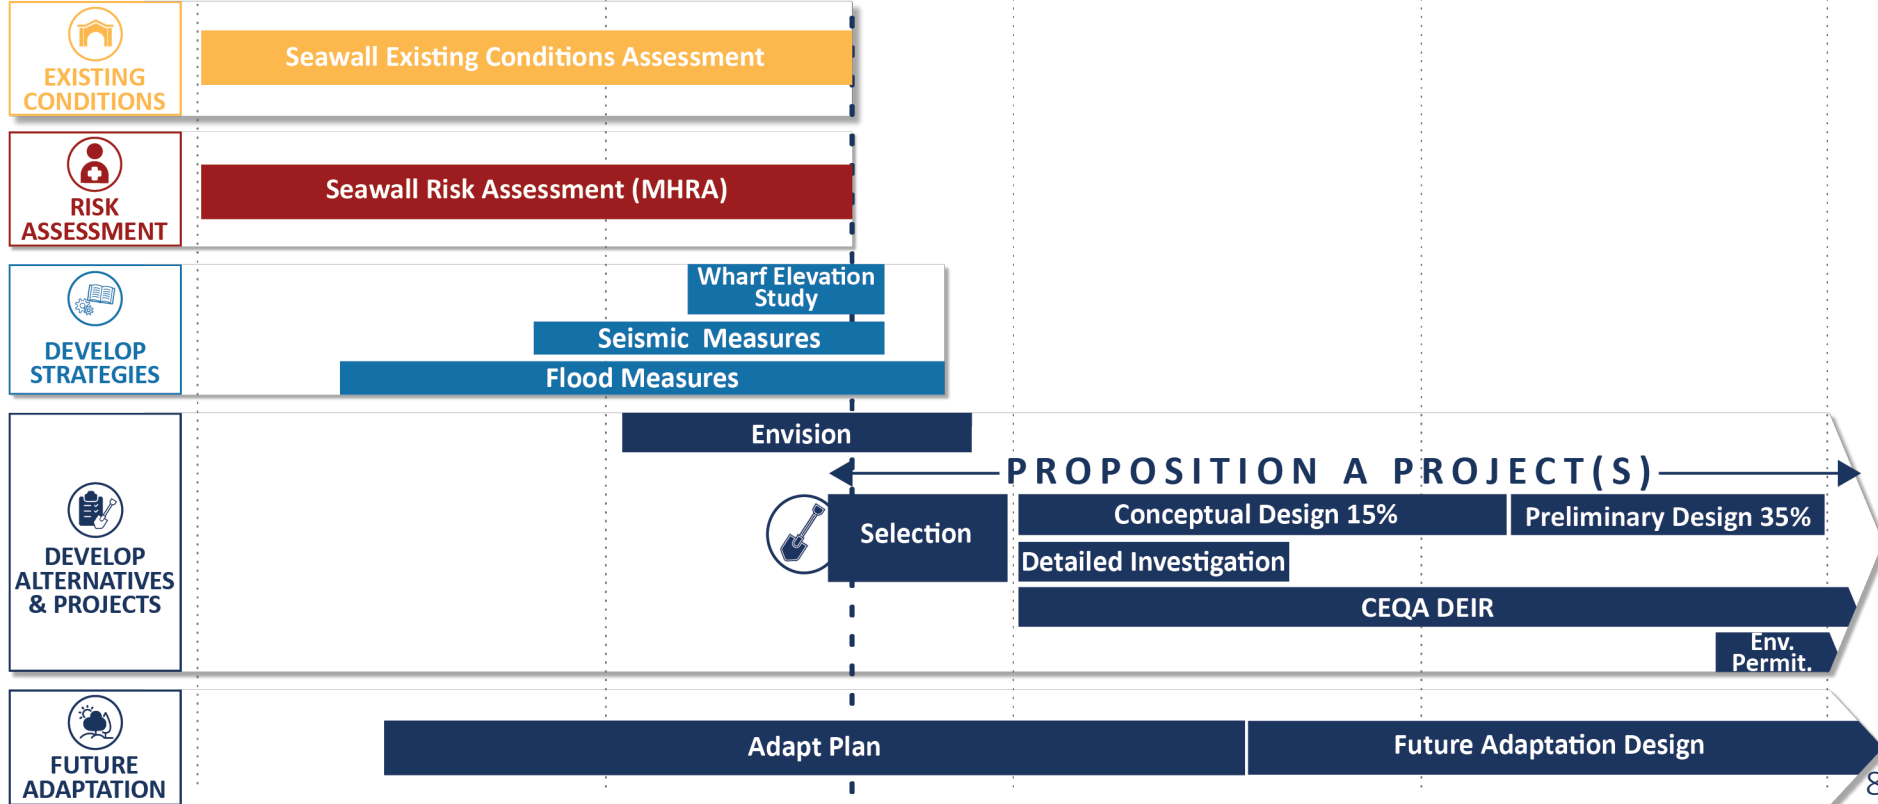 EXISTING
CONDITIONS
Seawall Existing Conditions Assessment
RISK
ASSESSMENT
Seawall Risk Assessment (MHRA)
DEVELOP
STRATEGIES
Wharf Elevation
Study
Seismic Measures
Flood Measures
DEVELOP
ALTERNATIVES
& PROJECTS
Envision
PROPOSITION A PROJECT(S)
Selection
Conceptual Design 15%
Preliminary Design 35%
Detailed Investigation
CEQA DEIR
Env.
Permit.
FUTURE
ADAPTATION
Adapt Plan
Future Adaptation Design
8